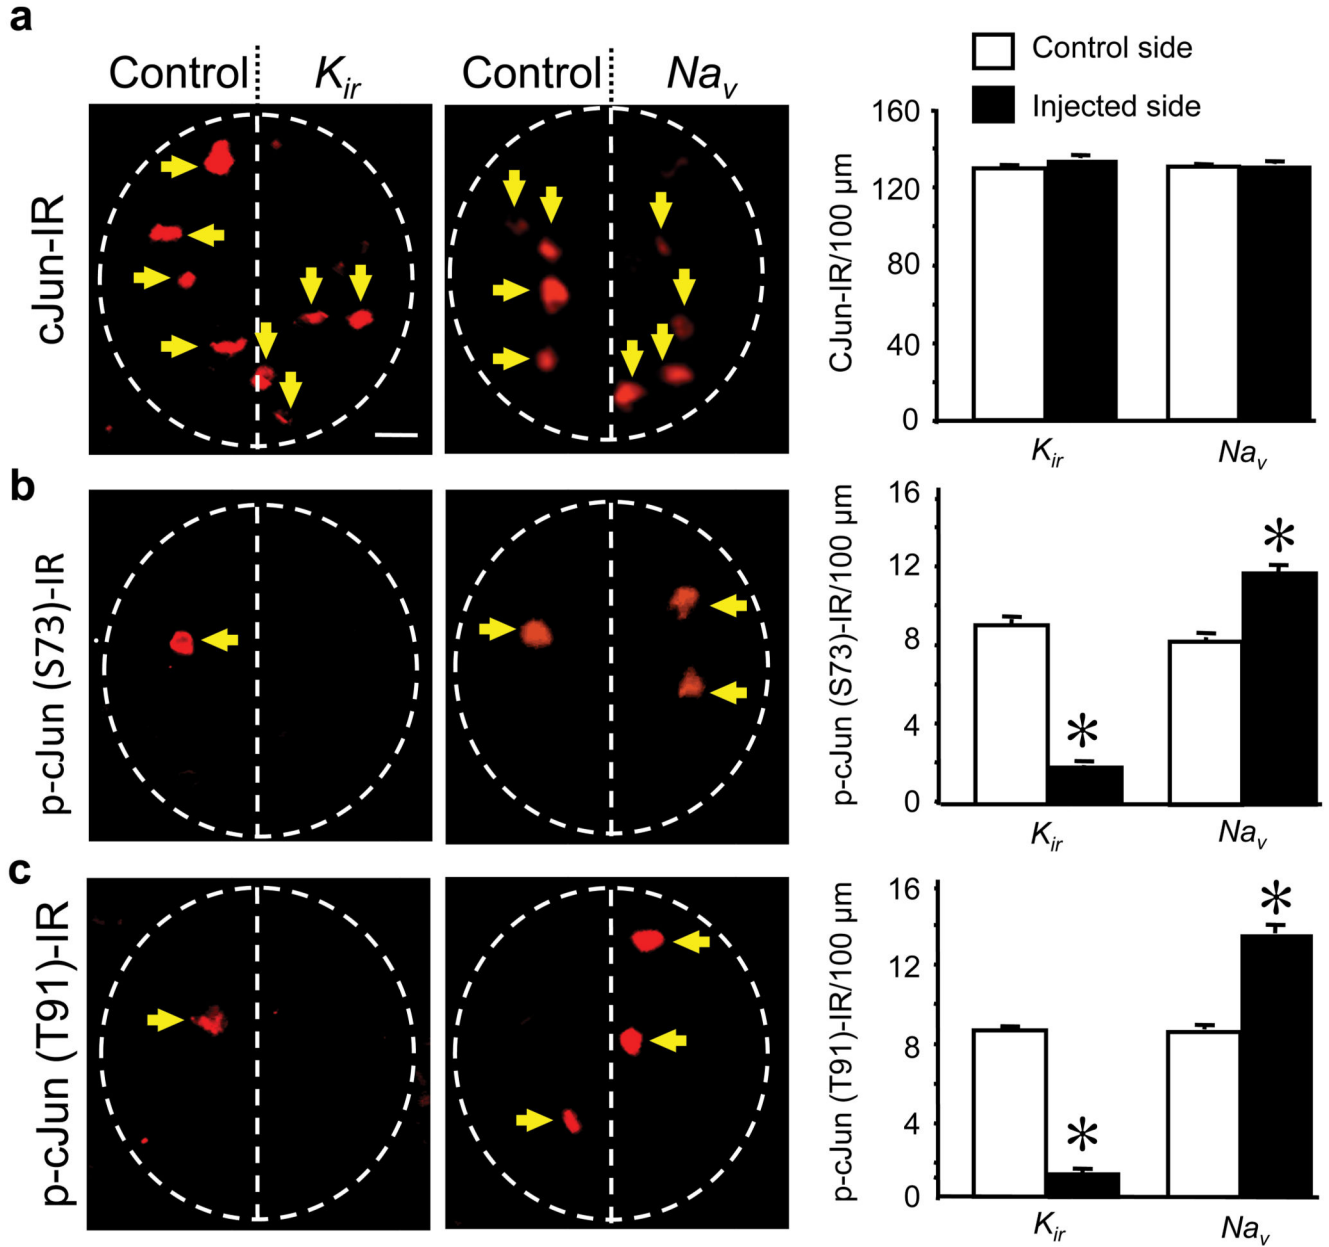 a
Control
Kir
Control
Nav
Control side
Injected side
cJun-IR
CJun-IR/100 µm
160
120
80
40
0
Kir
Nav
b
p-cJun (S73)-IR
p-cJun (S73)-IR/100 µm
16
12
8
4
0
*
*
Kir
Nav
c
p-cJun (T91)-IR
p-cJun (T91)-IR/100 µm
16
12
8
4
0
*
*
Kir
Nav